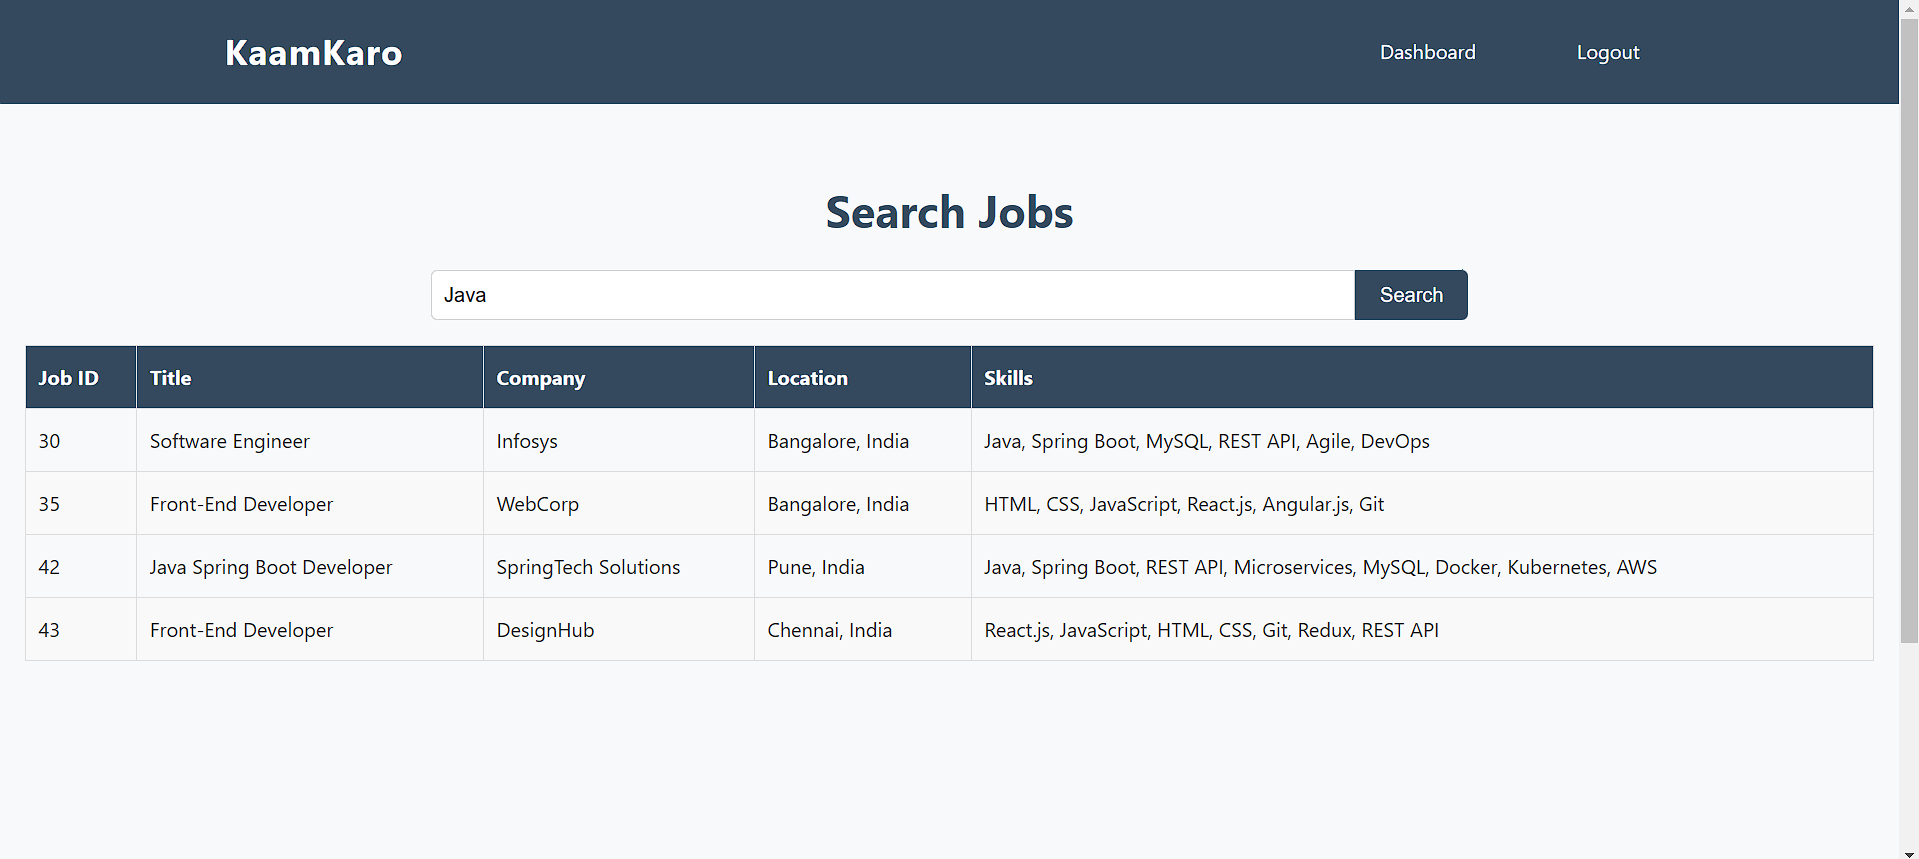 KaamKaro Dashboard Logout
Search Jobs
Java Search
Job ID Title Company Location Skills
30 Software Engineer Infosys Bangalore, India Java, Spring Boot, MySQL, REST API, Agile, DevOps
35 Front-End Developer WebCorp Bangalore, India HTML, CSS, JavaScript, React.js, Angular.js, Git
42 Java Spring Boot Developer SpringTech Solutions Pune, India Java, Spring Boot, REST API, Microservices, MySQL, Docker, Kubernetes, AWS
43 Front-End Developer DesignHub Chennai, India React.js, JavaScript, HTML, CSS, Git, Redux, REST API